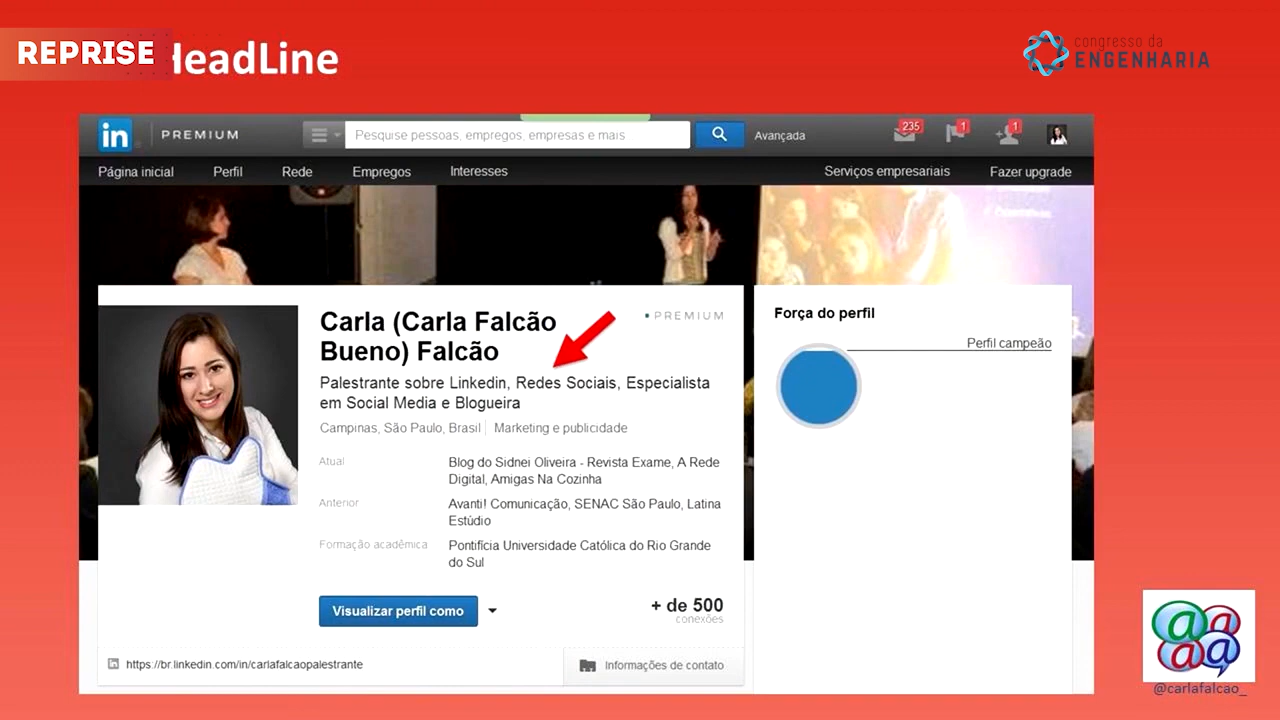 REPRISE
HeadLine
congresso da
ENGENHARIA
in
PREMIUM
Pesquise pessoas, empregos, empresas e mais
Avançada
235
1
1
Página inicial
Perfil
Rede
Empregos
Interesses
Serviços empresariais
Fazer upgrade
Carla (Carla Falcão
Bueno) Falcão
PREMIUM
Palestrante sobre Linkedin, Redes Sociais, Especialista
em Social Media e Blogueira
Campinas, São Paulo, Brasil
Marketing e publicidade
Atual
Blog do Sidnei Oliveira - Revista Exame, A Rede
Digital, Amigas Na Cozinha
Anterior
Avanti! Comunicação, SENAC São Paulo, Latina
Estúdio
Formação acadêmica
Pontifícia Universidade Católica do Rio Grande
do Sul
Visualizar perfil como
+ de 500
conexões
in
https://br.linkedin.com/in/carlafalcaopalestrante
Informações de contato
Força do perfil
Perfil campeão
a a
a a
@carlafalcao_